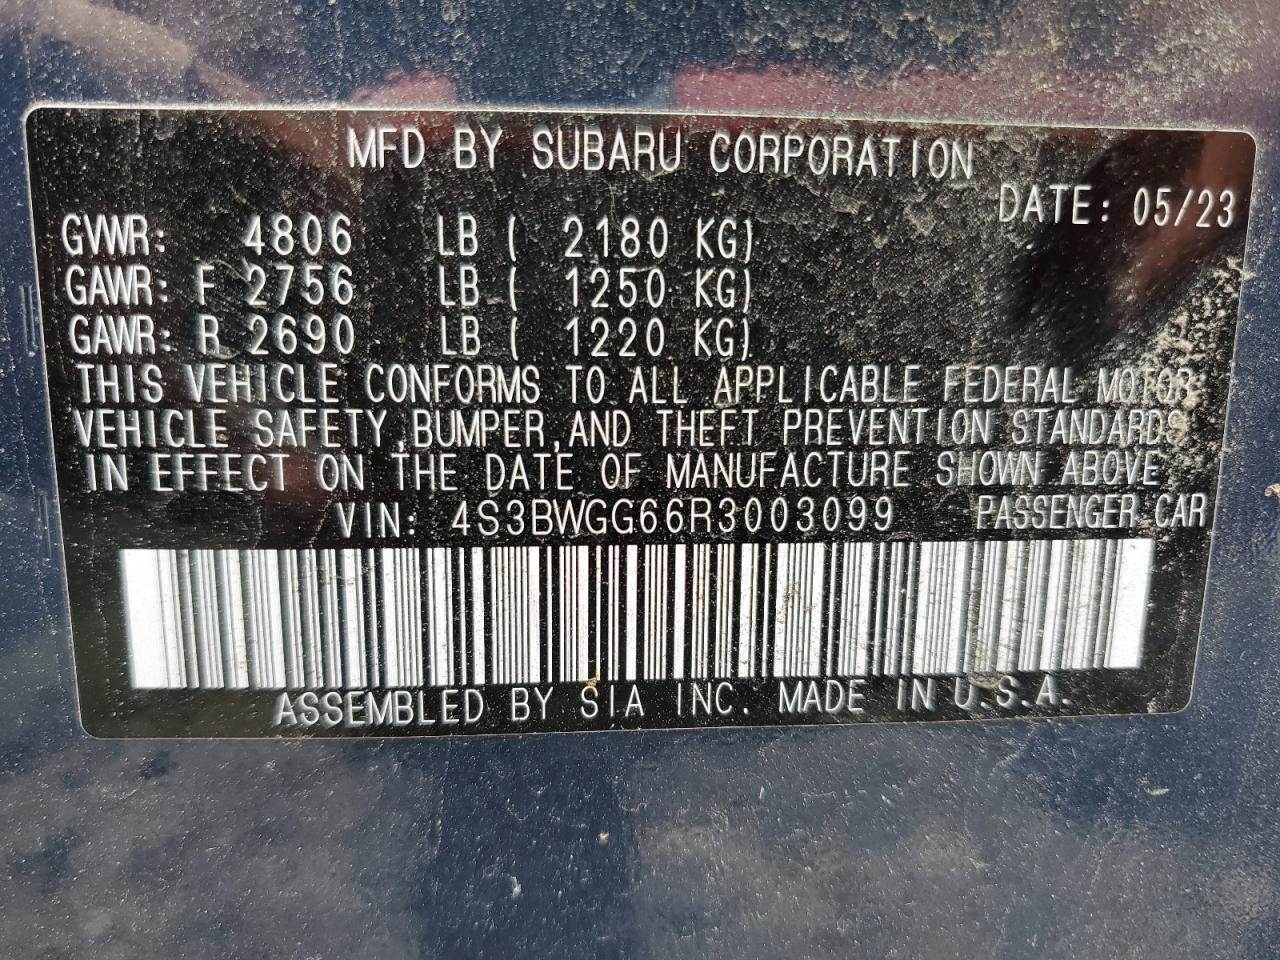 MFD BY SUBARU CORPORATION
DATE: 05/23
GVWR: 4806 LB ( 2180 KG)
GAWR: F 2756 LB ( 1250 KG)
GAWR: R 2690 LB ( 1220 KG)
THIS VEHICLE CONFORMS TO ALL APPLICABLE FEDERAL MOTOR
VEHICLE SAFETY,BUMPER,AND THEFT PREVENTION STANDARDS
IN EFFECT ON THE DATE OF MANUFACTURE SHOWN ABOVE
VIN: 4S3BWGG66R3003099 PASSENGER CAR
ASSEMBLED BY SIA INC. MADE IN U.S.A.